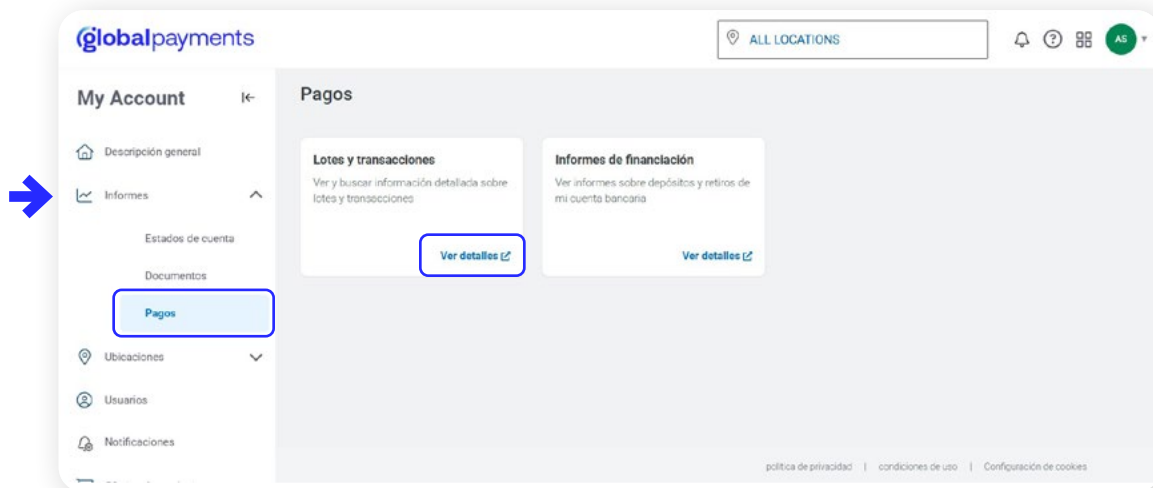 globalpayments
ALL LOCATIONS
AS
My Account
Pagos
Descripción general
Informes
Estados de cuenta
Documentos
Pagos
Ubicaciones
Usuarios
Notificaciones
Lotes y transacciones
Ver y buscar información detallada sobre
lotes y transacciones
Ver detalles
Informes de financiación
Ver informes sobre depósitos y retiros de
mi cuenta bancaria
Ver detalles
política de privacidad | condiciones de uso | Configuración de cookies